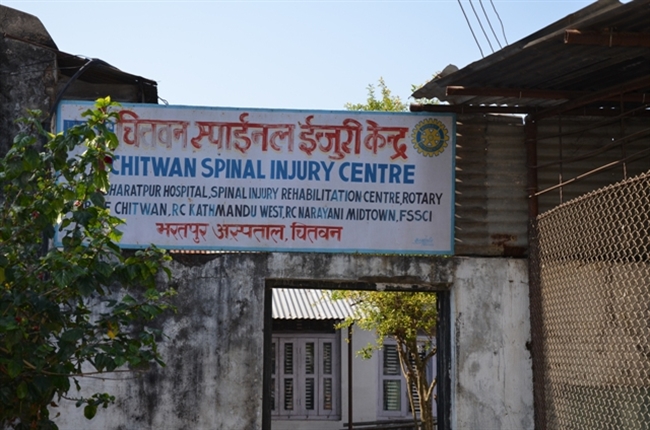 चितवन स्पाईनल ईजुरी केन्द्र
CHITWAN SPINAL INJURY CENTRE
HARATPUR HOSPITAL, SPINAL INJURY REHABILITATION CENTRE, ROTARY
CHITWAN, RC KATHMANDU WEST, RC NARAYANI MIDTOWN, FSSCI
भरतपुर अस्पताल, चितवन